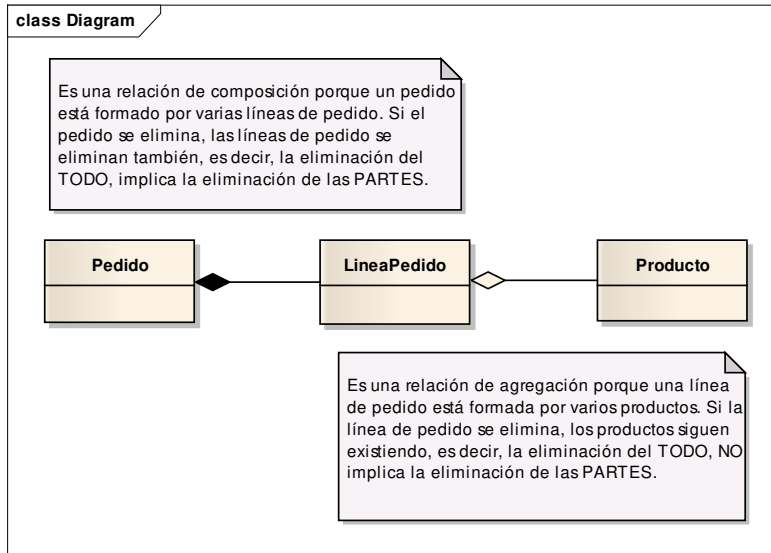 class Diagram
Es una relación de composición porque un pedido
está formado por varias líneas de pedido. Si el
pedido se elimina, las líneas de pedido se
eliminan también, es decir, la eliminación del
TODO, implica la eliminación de las PARTES.
Pedido
LineaPedido
Producto
Es una relación de agregación porque una línea
de pedido está formada por varios productos. Si la
línea de pedido se elimina, los productos siguen
existiendo, es decir, la eliminación del TODO, NO
implica la eliminación de las PARTES.